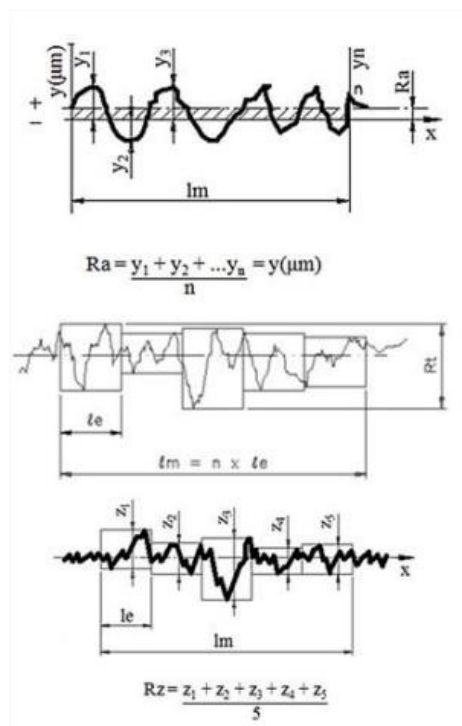 y(μm)
y₁
y₃
yn
Ra
+
−
x
y₂
lm
Ra = y₁ + y₂ + ...yₙ = y(μm)
n
Rt
ℓe
ℓm = n x ℓe
z₁
z₂
z₃
z₄
z₅
x
le
lm
Rz = z₁ + z₂ + z₃ + z₄ + z₅
5